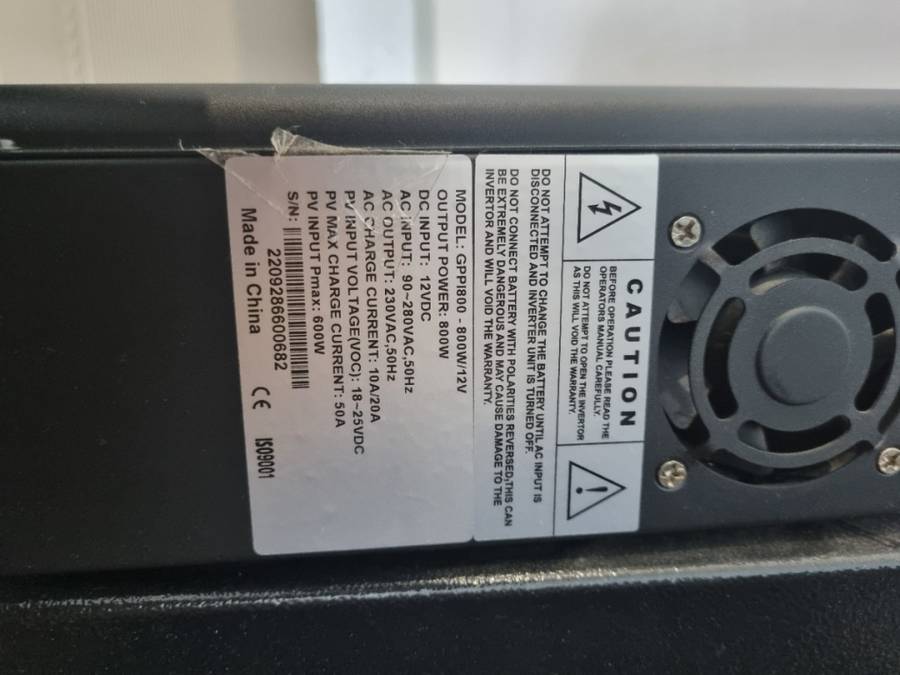 CAUTION
BEFORE OPERATION PLEASE READ THE
OPERATORS MANUAL CAREFULLY.
DO NOT ATTEMPT TO OPEN THE INVERTOR
AS THIS WILL VOID THE WARRANTY.
DO NOT ATTEMPT TO CHANGE THE BATTERY UNTILAC INPUT IS
DISCONNECTED AND INVERTER UNIT IS TURNED OFF.
DO NOT CONNECT BATTERY WITH POLARITIES REVERSED,THIS CAN
BE EXTREMELY DANGEROUS AND MAY CAUSE DAMAGE TO THE
INVERTOR AND WILL VOID THE WARRANTY.
MODEL: GPPI800 - 800W/12V
OUTPUT POWER: 800W
DC INPUT: 12VDC
AC INPUT: 90~280VAC,50Hz
AC OUTPUT: 230VAC,50Hz
AC CHARGE CURRENT: 10A/20A
PV INPUT VOLTAGE(VOC): 18~25VDC
PV MAX CHARGE CURRENT: 50A
PV INPUT Pmax: 600W
S/N:
2209286600682
Made in China CE ISO9001